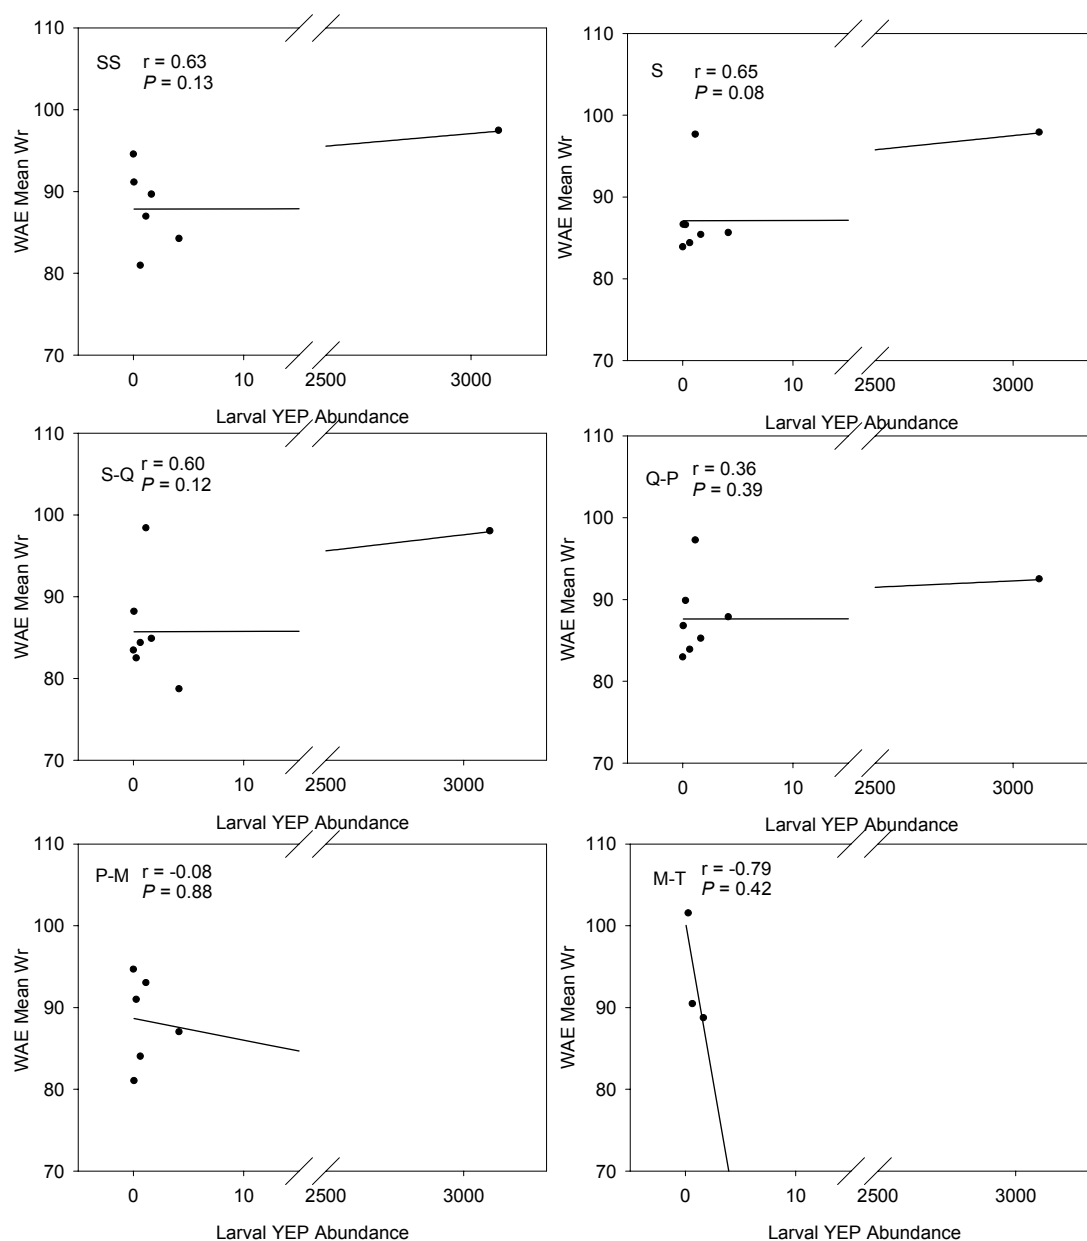 SS
r = 0.63
P = 0.13
WAE Mean Wr
110
100
90
80
70
0 10 2500 3000
Larval YEP Abundance
S
r = 0.65
P = 0.08
WAE Mean Wr
110
100
90
80
70
0 10 2500 3000
Larval YEP Abundance
S-Q
r = 0.60
P = 0.12
WAE Mean Wr
110
100
90
80
70
0 10 2500 3000
Larval YEP Abundance
Q-P
r = 0.36
P = 0.39
WAE Mean Wr
110
100
90
80
70
0 10 2500 3000
Larval YEP Abundance
P-M
r = -0.08
P = 0.88
WAE Mean Wr
110
100
90
80
70
0 10 2500 3000
Larval YEP Abundance
M-T
r = -0.79
P = 0.42
WAE Mean Wr
110
100
90
80
70
0 10 2500 3000
Larval YEP Abundance